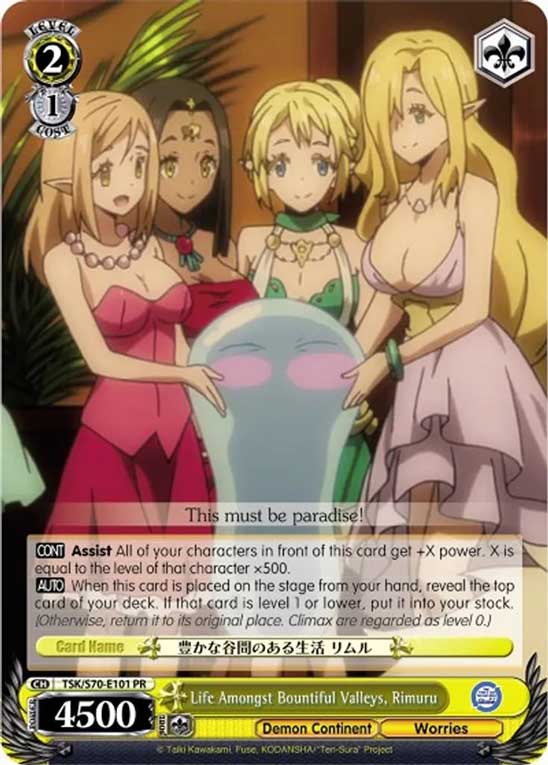 LEVEL
2
1
COST
This must be paradise!
CONT Assist All of your characters in front of this card get +X power. X is
equal to the level of that character ×500.
AUTO When this card is placed on the stage from your hand, reveal the top
card of your deck. If that card is level 1 or lower, put it into your stock.
(Otherwise, return it to its original place. Climax are regarded as level 0.)
Card Name 豊かな谷間のある生活 リムル
CH TSK/S70-E101 PR
Life Amongst Bountiful Valleys, Rimuru
POWER 4500 SOUL
Demon Continent Worries
© Taiki Kawakami, Fuse, KODANSHA/"Ten-Sura" Project